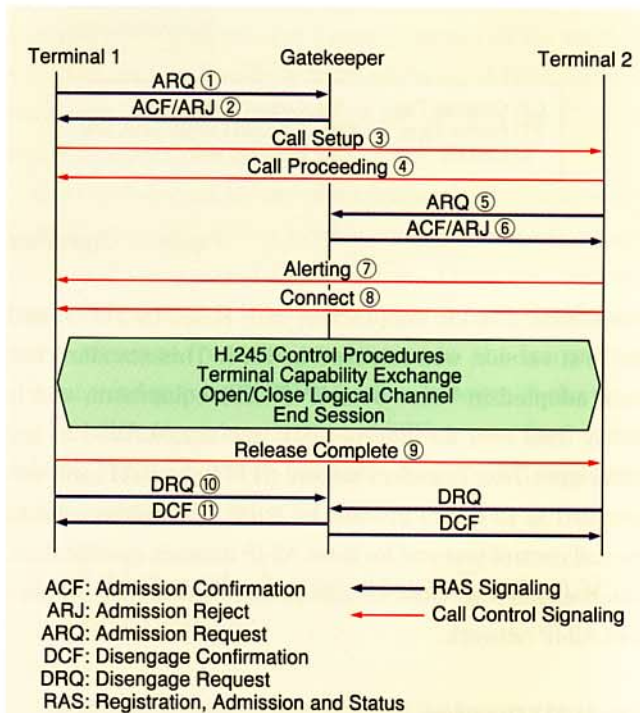 Terminal 1 Gatekeeper Terminal 2
ARQ ①
ACF/ARJ ②
Call Setup ③
Call Proceeding ④
ARQ ⑤
ACF/ARJ ⑥
Alerting ⑦
Connect ⑧
H.245 Control Procedures
Terminal Capability Exchange
Open/Close Logical Channel
End Session
Release Complete ⑨
DRQ ⑩ DRQ
DCF ⑪ DCF
ACF: Admission Confirmation
ARJ: Admission Reject
ARQ: Admission Request
DCF: Disengage Confirmation
DRQ: Disengage Request
RAS: Registration, Admission and Status
RAS Signaling
Call Control Signaling